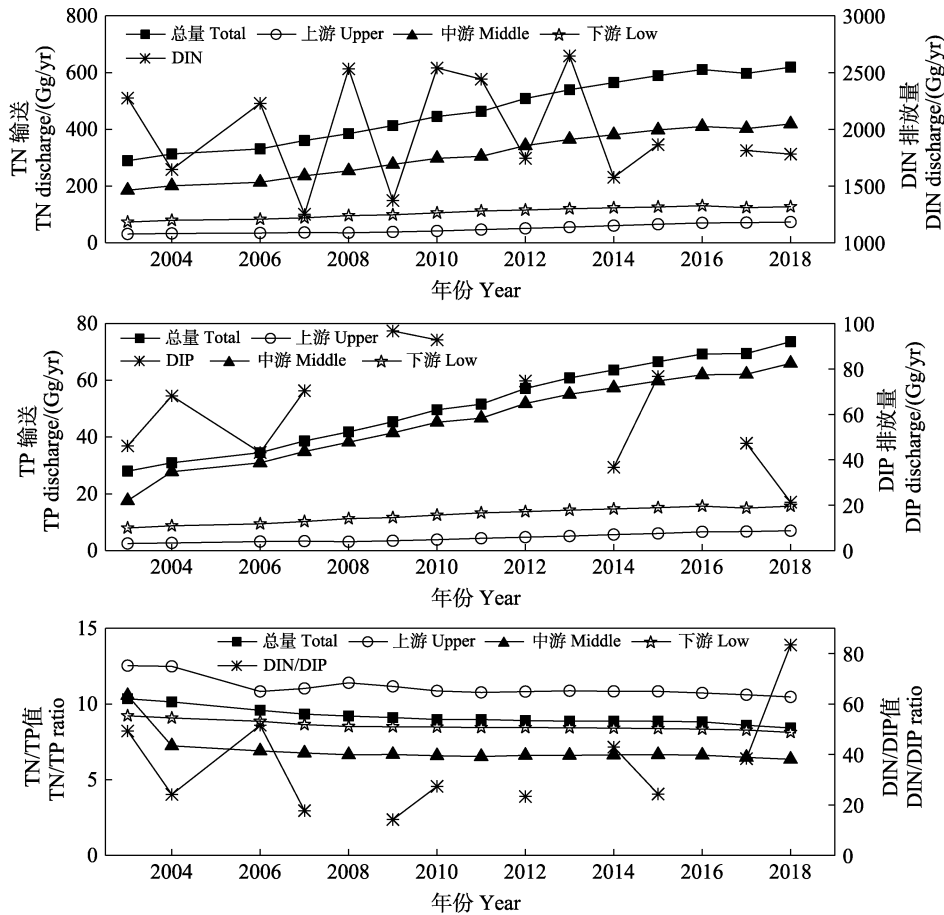 800
600
400
200
0
3000
2500
2000
1500
1000
总量 Total 上游 Upper 中游 Middle 下游 Low
DIN
TN 输送
TN discharge/(Gg/yr)
DIN 排放量
DIN discharge/(Gg/yr)
2004 2006 2008 2010 2012 2014 2016 2018
年份 Year
80
60
40
20
0
100
80
60
40
20
0
总量 Total 上游 Upper
DIP 中游 Middle 下游 Low
TP 输送
TP discharge/(Gg/yr)
DIP 排放量
DIP discharge/(Gg/yr)
2004 2006 2008 2010 2012 2014 2016 2018
年份 Year
15
10
5
0
80
60
40
20
0
总量 Total 上游 Upper 中游 Middle 下游 Low
DIN/DIP
TN/TP值
TN/TP ratio
DIN/DIP值
DIN/DIP ratio
2004 2006 2008 2010 2012 2014 2016 2018
年份 Year